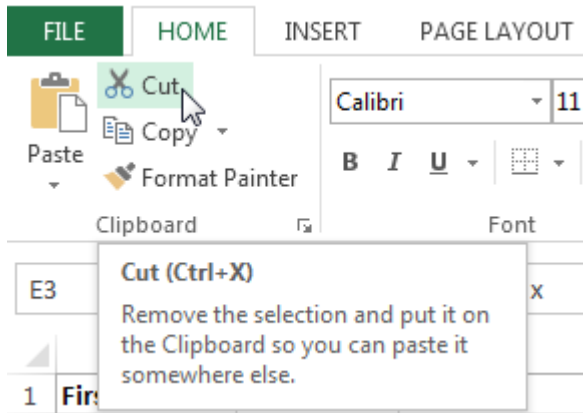 FILE HOME INSERT PAGE LAYOUT
Cut
Calibri 11
Copy
Paste
B I U
Format Painter
Clipboard Font
Cut (Ctrl+X)
E3 x
Remove the selection and put it on
the Clipboard so you can paste it
somewhere else.
1